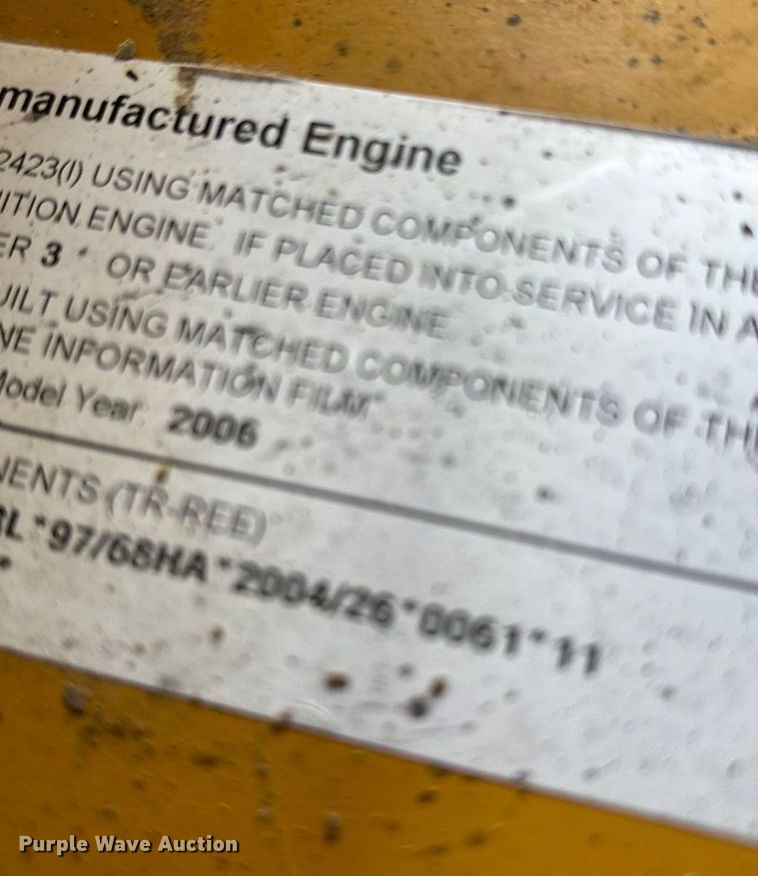 manufactured Engine
2423(l) USING MATCHED COMPONENTS OF THE
ITION ENGINE. IF PLACED INTO SERVICE IN A
ER 3 OR EARLIER ENGINE
UILT USING MATCHED COMPONENTS OF THE
NE INFORMATION FILM
Model Year: 2006
NENTS (TR-REE)
RL *97/68HA*2004/26*0061*11
Purple Wave Auction